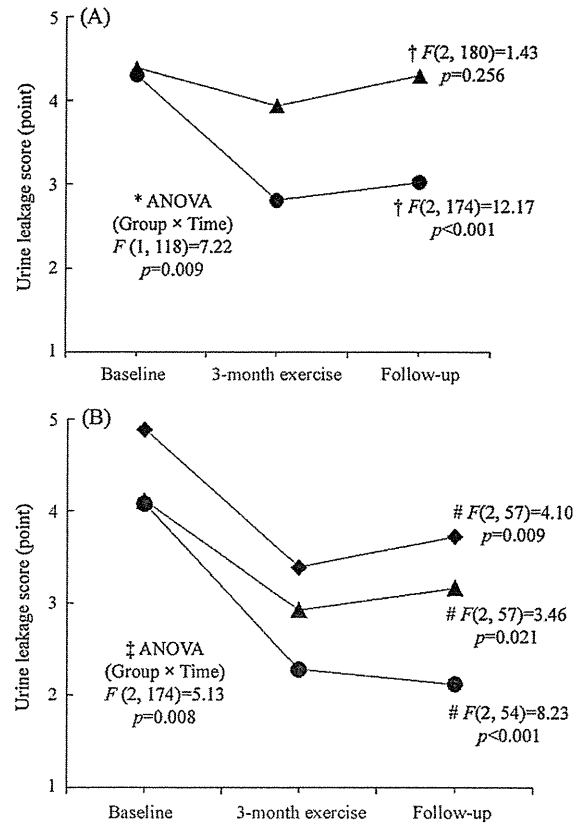 (A)
Urine leakage score (point)
5
4
3
2
1
† F(2, 180)=1.43
p=0.256
† F(2, 174)=12.17
p<0.001
* ANOVA
(Group × Time)
F (1, 118)=7.22
p=0.009
Baseline
3-month exercise
Follow-up
(B)
Urine leakage score (point)
5
4
3
2
1
# F(2, 57)=4.10
p=0.009
# F(2, 57)=3.46
p=0.021
# F(2, 54)=8.23
p<0.001
‡ ANOVA
(Group × Time)
F (2, 174)=5.13
p=0.008
Baseline
3-month exercise
Follow-up